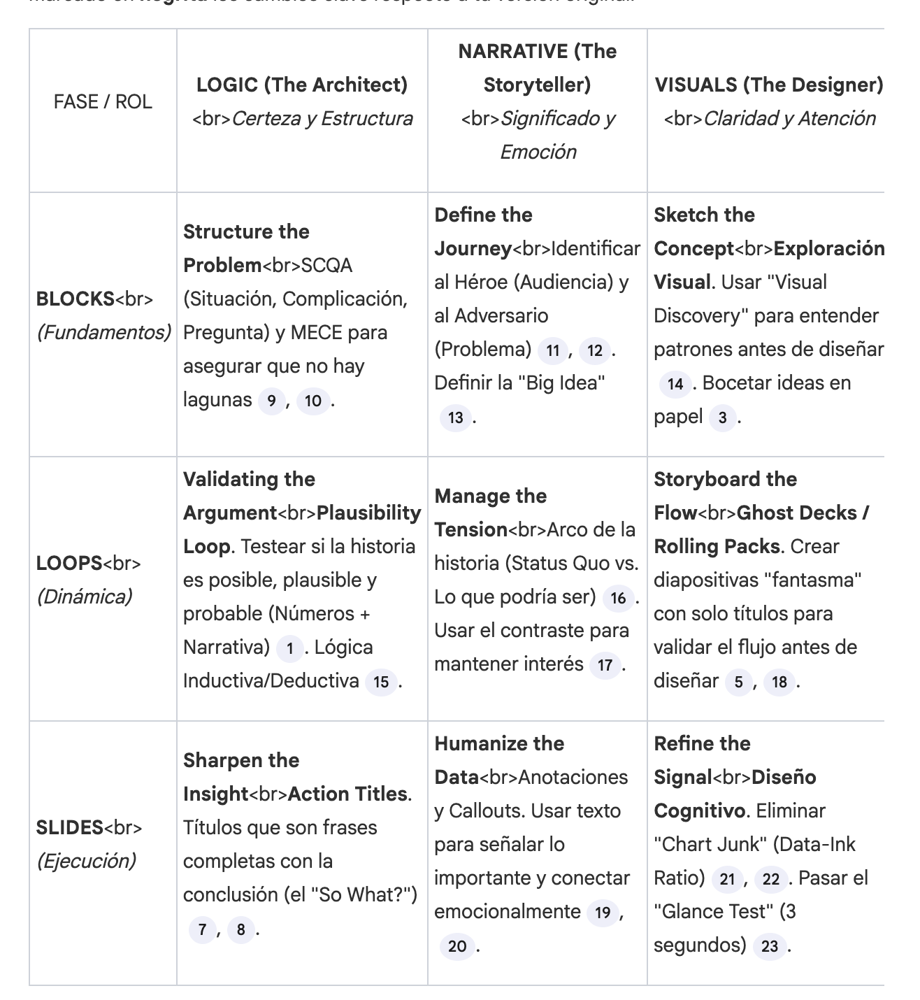 FASE / ROL
LOGIC (The Architect)
<br>Certeza y Estructura
NARRATIVE (The
Storyteller)
<br>Significado y
Emoción
VISUALS (The Designer)
<br>Claridad y Atención
BLOCKS<br>
(Fundamentos)
Structure the
Problem<br>SCQA
(Situación, Complicación,
Pregunta) y MECE para
asegurar que no hay
lagunas 9 , 10 .
Define the
Journey<br>Identificar
al Héroe (Audiencia) y
al Adversario
(Problema) 11 , 12 .
Definir la "Big Idea"
13 .
Sketch the
Concept<br>Exploración
Visual. Usar "Visual
Discovery" para entender
patrones antes de diseñar
14 . Bocetar ideas en
papel 3 .
LOOPS<br>
(Dinámica)
Validating the
Argument<br>Plausibility
Loop. Testear si la historia
es posible, plausible y
probable (Números +
Narrativa) 1 . Lógica
Inductiva/Deductiva 15 .
Manage the
Tension<br>Arco de la
historia (Status Quo vs.
Lo que podría ser) 16 .
Usar el contraste para
mantener interés 17 .
Storyboard the
Flow<br>Ghost Decks /
Rolling Packs. Crear
diapositivas "fantasma"
con solo títulos para
validar el flujo antes de
diseñar 5 , 18 .
SLIDES<br>
(Ejecución)
Sharpen the
Insight<br>Action Titles.
Títulos que son frases
completas con la
conclusión (el "So What?")
7 , 8 .
Humanize the
Data<br>Anotaciones
y Callouts. Usar texto
para señalar lo
importante y conectar
emocionalmente 19 ,
20 .
Refine the
Signal<br>Diseño
Cognitivo. Eliminar
"Chart Junk" (Data-Ink
Ratio) 21 , 22 . Pasar el
"Glance Test" (3
segundos) 23 .